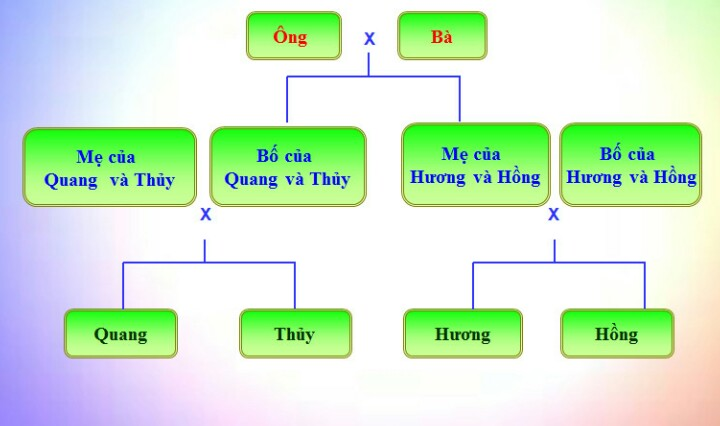 Ông X Bà
Mẹ của
Quang và Thủy
Bố của
Quang và Thủy
Mẹ của
Hương và Hồng
Bố của
Hương và Hồng
X
X
Quang
Thủy
Hương
Hồng